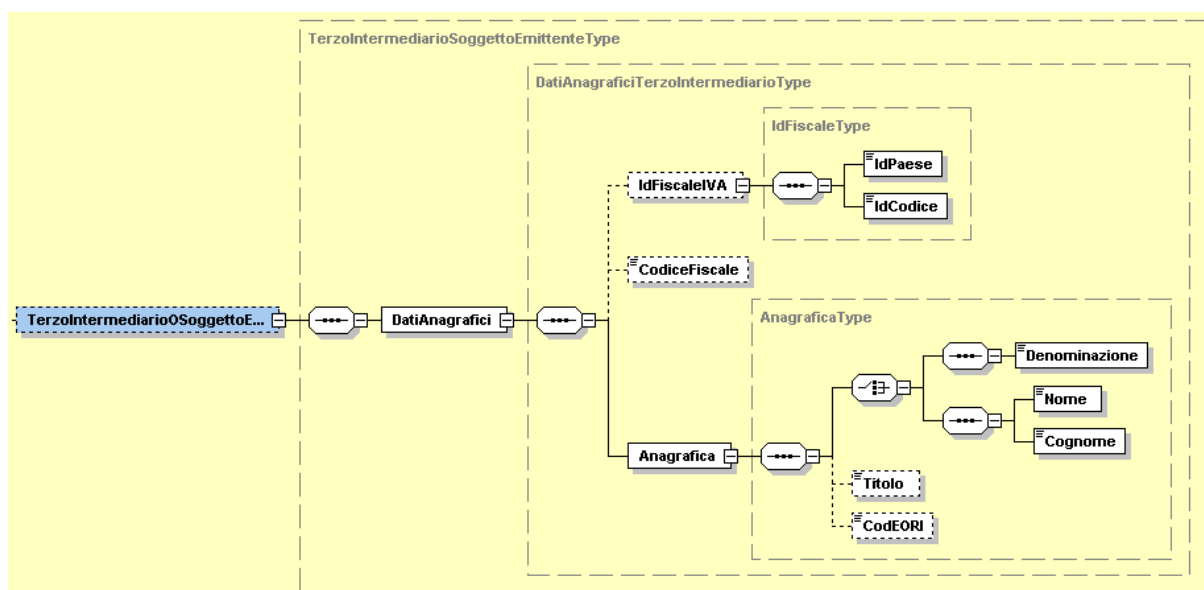 TerzoIntermediarioSoggettoEmittenteType
DatiAnagraficiTerzoIntermediarioType
IdFiscaleType
IdPaese
IdFiscaleIVA
IdCodice
CodiceFiscale
TerzoIntermediarioOSoggettoE...
DatiAnagrafici
AnagraficaType
Denominazione
Nome
Cognome
Anagrafica
Titolo
CodEORI